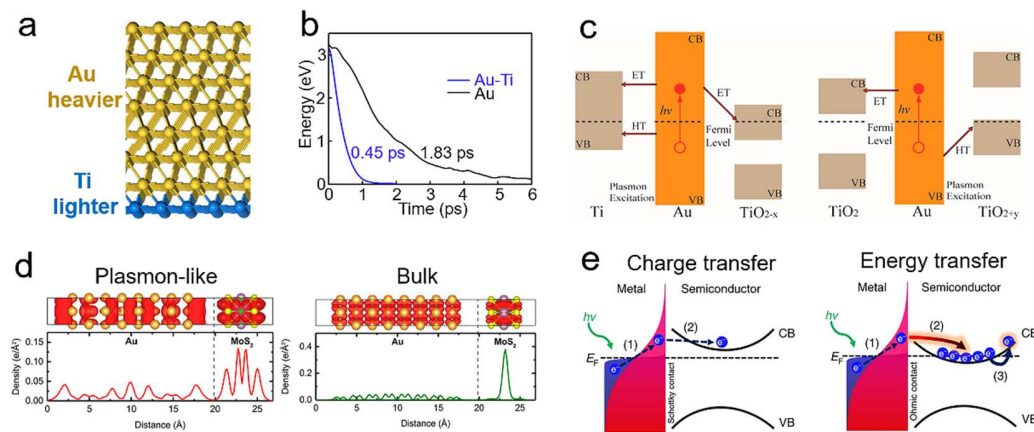 a
Au
heavier
Ti
lighter
b
Energy (eV)
3
2
1
0
Au-Ti
Au
0.45 ps
1.83 ps
0 1 2 3 4 5 6
Time (ps)
c
CB
CB
ET
ET
hν
CB
HT
Fermi
Level
VB
VB
VB
Plasmon
Excitation
Ti
Au
TiO2-x
CB
CB
CB
ET
hν
Fermi
Level
VB
HT
VB
VB
Plasmon
Excitation
TiO2
Au
TiO2+y
d
Plasmon-like
Au
MoS2
Density (e/Å3)
0.15
0.10
0.05
0.00
0 5 10 15 20 25
Distance (Å)
Bulk
Au
MoS2
Density (e/Å3)
0.4
0.2
0.0
0 5 10 15 20 25
Distance (Å)
e
Charge transfer
Metal
Semiconductor
hν
(1)
(2)
e-
e-
e-
CB
EF
Schottky contact
VB
Energy transfer
Metal
Semiconductor
hν
(1)
(2)
(3)
e-
e-
e-
e-
e-
e-
e-
e-
CB
EF
Ohmic contact
VB